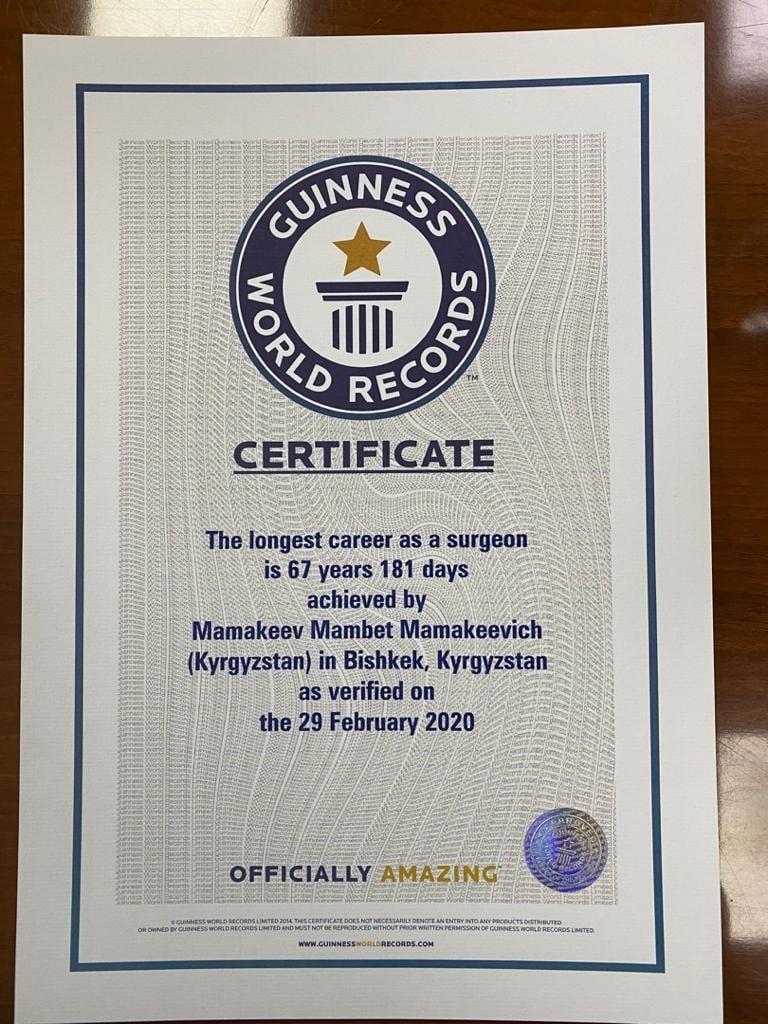 GUINNESS
WORLD RECORDS
TM
CERTIFICATE
The longest career as a surgeon
is 67 years 181 days
achieved by
Mamakeev Mambet Mamakeevich
(Kyrgyzstan) in Bishkek, Kyrgyzstan
as verified on
the 29 February 2020
OFFICIALLY AMAZING
© GUINNESS WORLD RECORDS LIMITED 2014. THIS CERTIFICATE DOES NOT NECESSARILY DENOTE AN ENTRY INTO ANY PRODUCTS DISTRIBUTED
OR OWNED BY GUINNESS WORLD RECORDS LIMITED AND MUST NOT BE REPRODUCED WITHOUT PRIOR WRITTEN PERMISSION OF GUINNESS WORLD RECORDS LIMITED.
WWW.GUINNESSWORLDRECORDS.COM